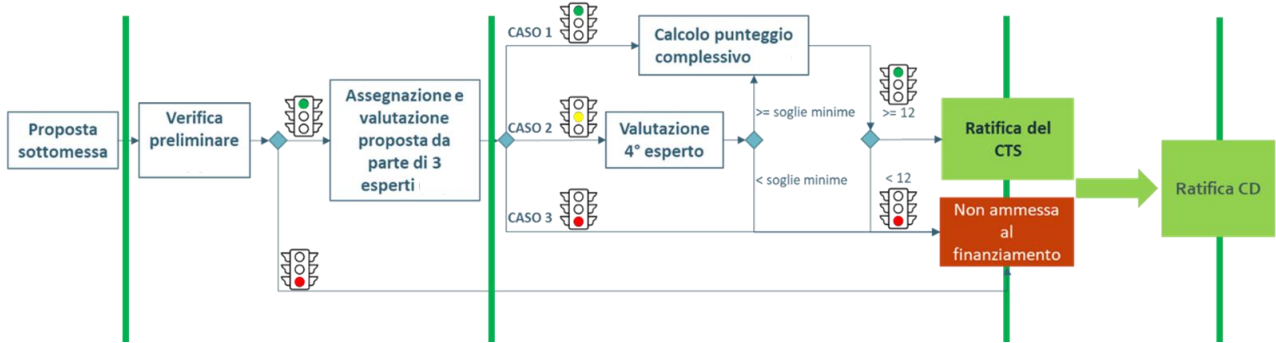 Proposta
sottomessa
Verifica
preliminare
Assegnazione e
valutazione
proposta da
parte di 3
esperti
CASO 1
CASO 2
CASO 3
Calcolo punteggio
complessivo
Valutazione
4° esperto
>= soglie minime
< soglie minime
>= 12
< 12
Ratifica del
CTS
Non ammessa
al
finanziamento
Ratifica CD